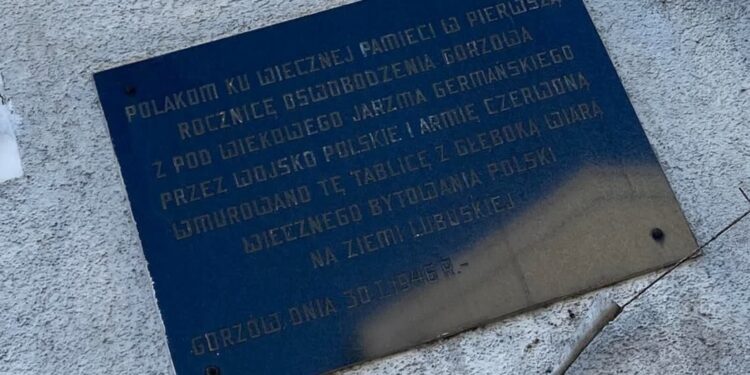 POLAKOM KU WIECZNEJ PAMIĘCI W PIERWSZĄ
ROCZNICĘ OSWOBODZENIA GORZOWA
Z POD WIEKOWEGO JARZMA GERMAŃSKIEGO
PRZEZ WOJSKO POLSKIE I ARMIĘ CZERWONĄ
WMUROWANO TĘ TABLICĘ Z GŁĘBOKĄ WIARĄ
WIECZNEGO BYTOWANIA POLSKI
NA ZIEMI LUBUSKIEJ
GORZÓW, DNIA 30.I.1946 R.-